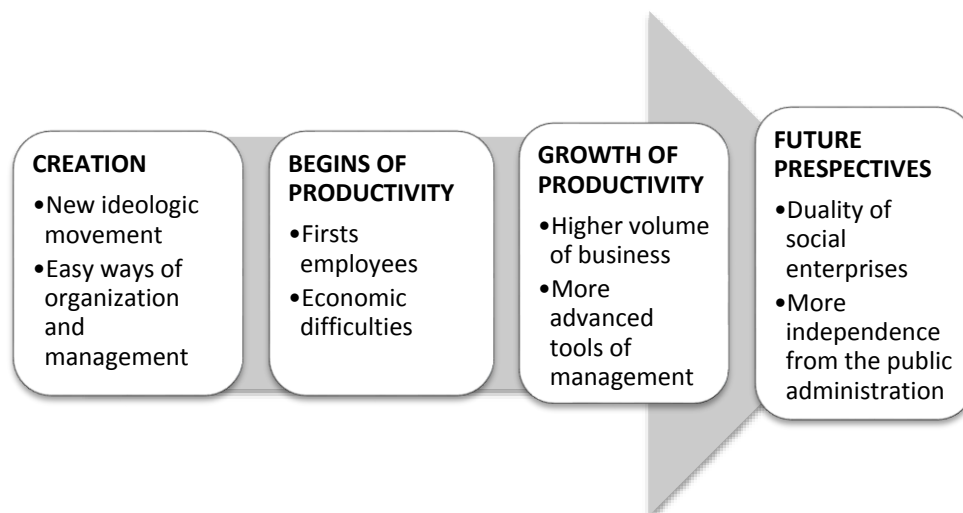 CREATION
•New ideologic
movement
•Easy ways of
organization
and
management
BEGINS OF
PRODUCTIVITY
•Firsts
employees
•Economic
difficulties
GROWTH OF
PRODUCTIVITY
•Higher volume
of business
•More
advanced
tools of
management
FUTURE
PRESPECTIVES
•Duality of
social
enterprises
•More
independence
from the public
administration